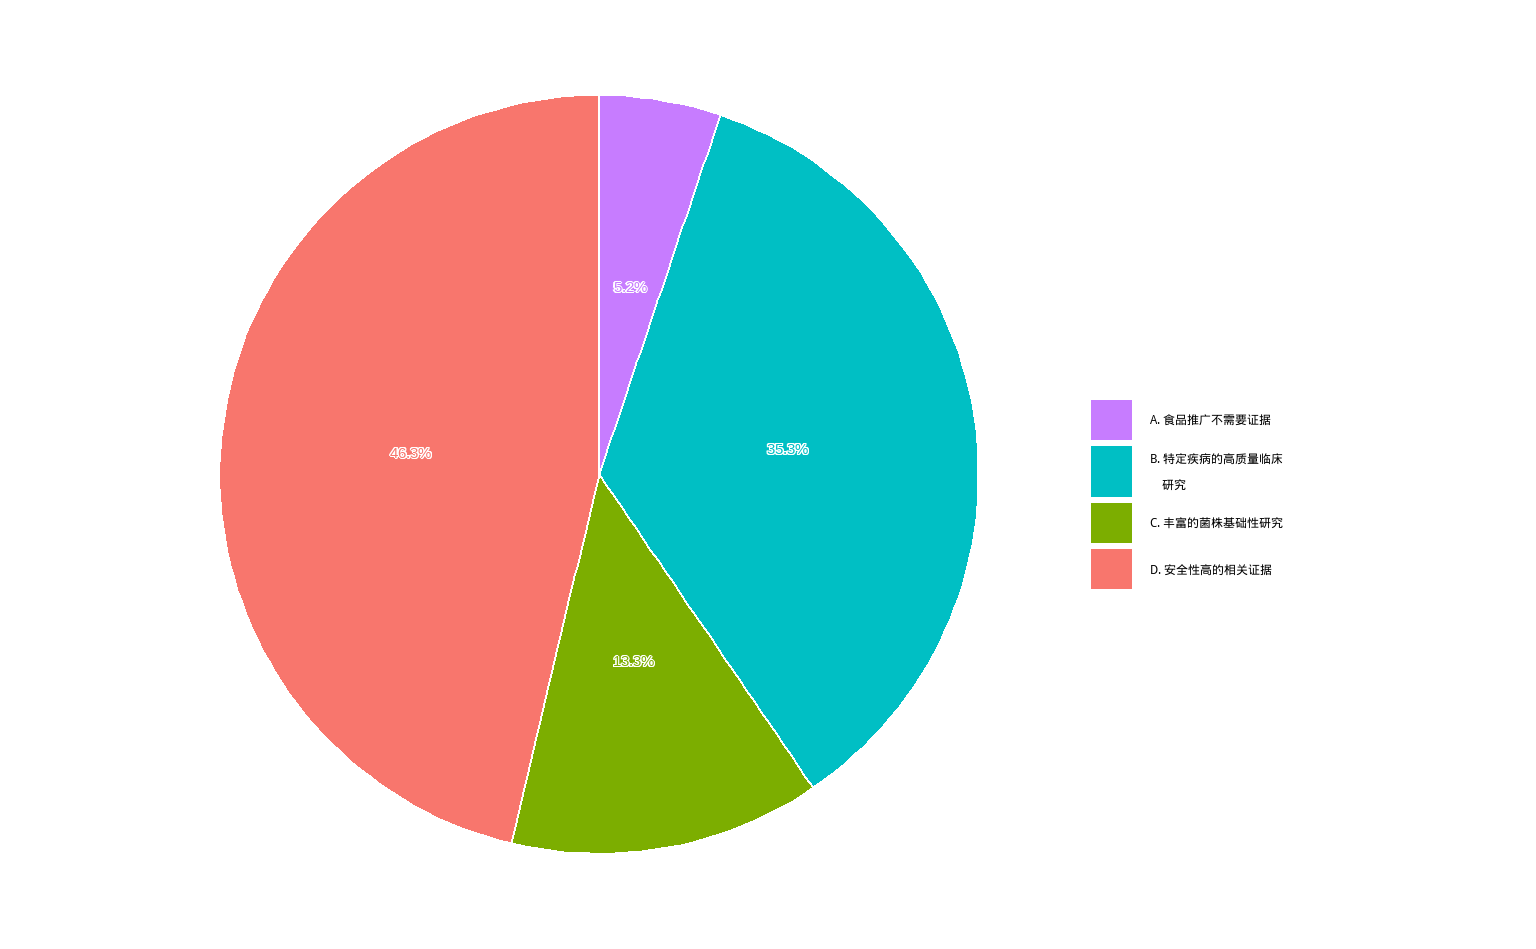 5.2%
35.3%
46.3%
13.3%
A. 食品推广不需要证据
B. 特定疾病的高质量临床
研究
C. 丰富的菌株基础性研究
D. 安全性高的相关证据